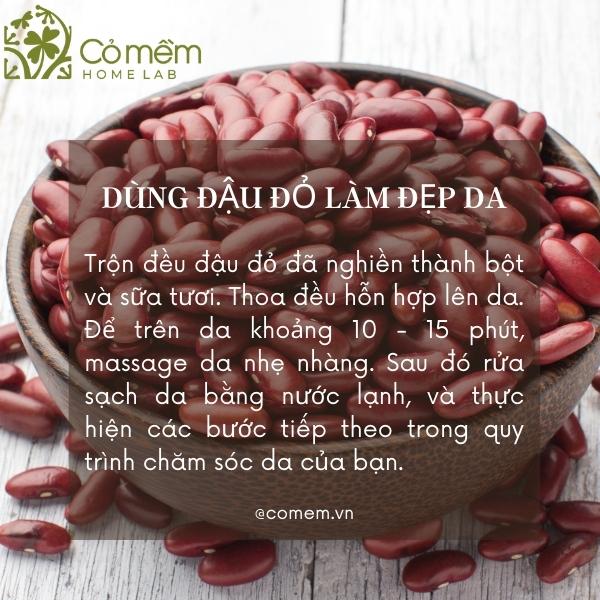 Cỏ mềm
HOME LAB
DÙNG ĐẬU ĐỎ LÀM ĐẸP DA
Trộn đều đậu đỏ đã nghiền thành bột
và sữa tươi. Thoa đều hỗn hợp lên da.
Để trên da khoảng 10 - 15 phút,
massage da nhẹ nhàng. Sau đó rửa
sạch da bằng nước lạnh, và thực
hiện các bước tiếp theo trong quy
trình chăm sóc da của bạn.
@comem.vn